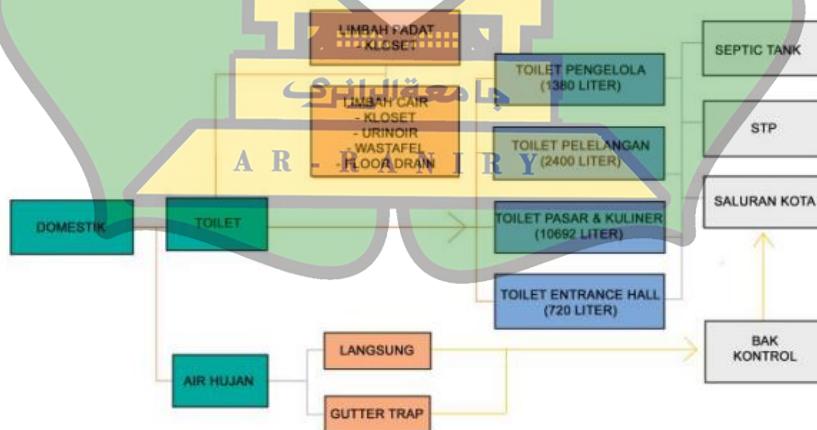 LIMBAH PADAT
- KLOSET
LIMBAH CAIR
- KLOSET
- URINOIR
- WASTAFEL
- FLOOR DRAIN
جامعة الرانري
AR-RANIRY
DOMESTIK
TOILET
TOILET PENGELOLA
(1380 LITER)
TOILET PELELANGAN
(2400 LITER)
TOILET PASAR & KULINER
(10692 LITER)
TOILET ENTRANCE HALL
(720 LITER)
SEPTIC TANK
STP
SALURAN KOTA
AIR HUJAN
LANGSUNG
GUTTER TRAP
BAK
KONTROL